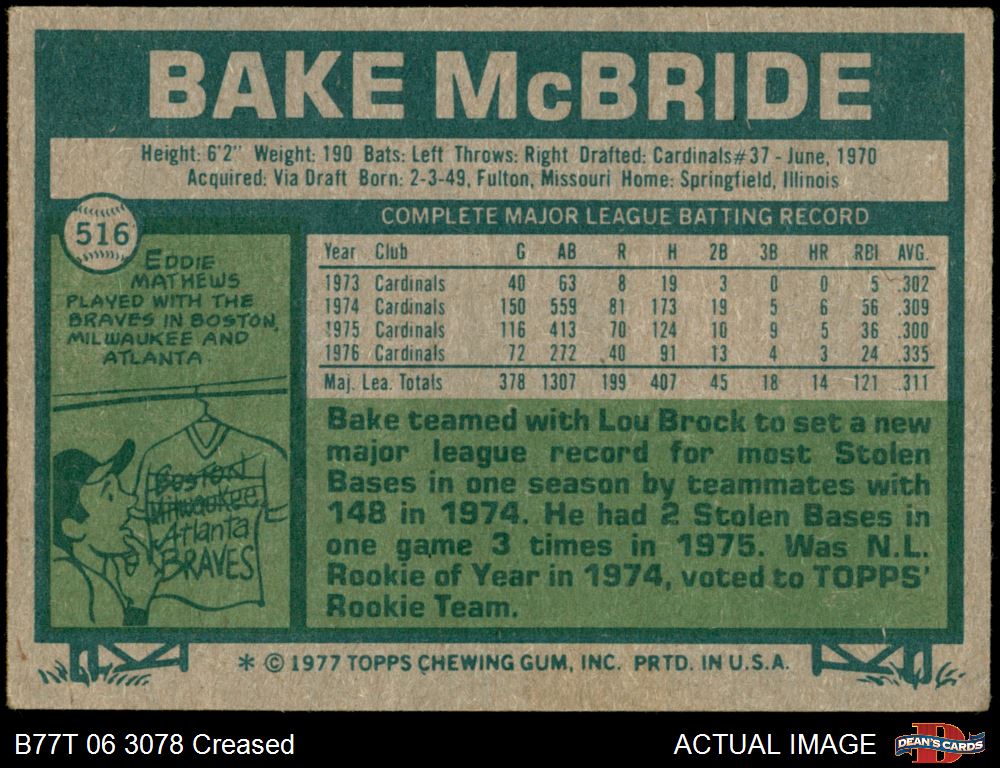 BAKE McBRIDE
Height: 6'2" Weight: 190 Bats: Left Throws: Right Drafted: Cardinals#37 - June, 1970
Acquired: Via Draft Born: 2-3-49, Fulton, Missouri Home: Springfield, Illinois
516
EDDIE
MATHEWS
PLAYED WITH THE
BRAVES IN BOSTON,
MILWAUKEE AND
ATLANTA.
BOSTON
MILWAUKEE
Atlanta
BRAVES
COMPLETE MAJOR LEAGUE BATTING RECORD
Year Club G AB R H 2B 3B HR RBI AVG.
1973 Cardinals 40 63 8 19 3 0 0 5 .302
1974 Cardinals 150 559 81 173 19 5 6 56 .309
1975 Cardinals 116 413 70 124 10 9 5 36 .300
1976 Cardinals 72 272 40 91 13 4 3 24 .335
Maj. Lea. Totals 378 1307 199 407 45 18 14 121 .311
Bake teamed with Lou Brock to set a new
major league record for most Stolen
Bases in one season by teammates with
148 in 1974. He had 2 Stolen Bases in
one game 3 times in 1975. Was N.L.
Rookie of Year in 1974, voted to TOPPS'
Rookie Team.
* © 1977 TOPPS CHEWING GUM, INC. PRTD. IN U.S.A.
B77T 06 3078 Creased
ACTUAL IMAGE
DEAN'S CARDS